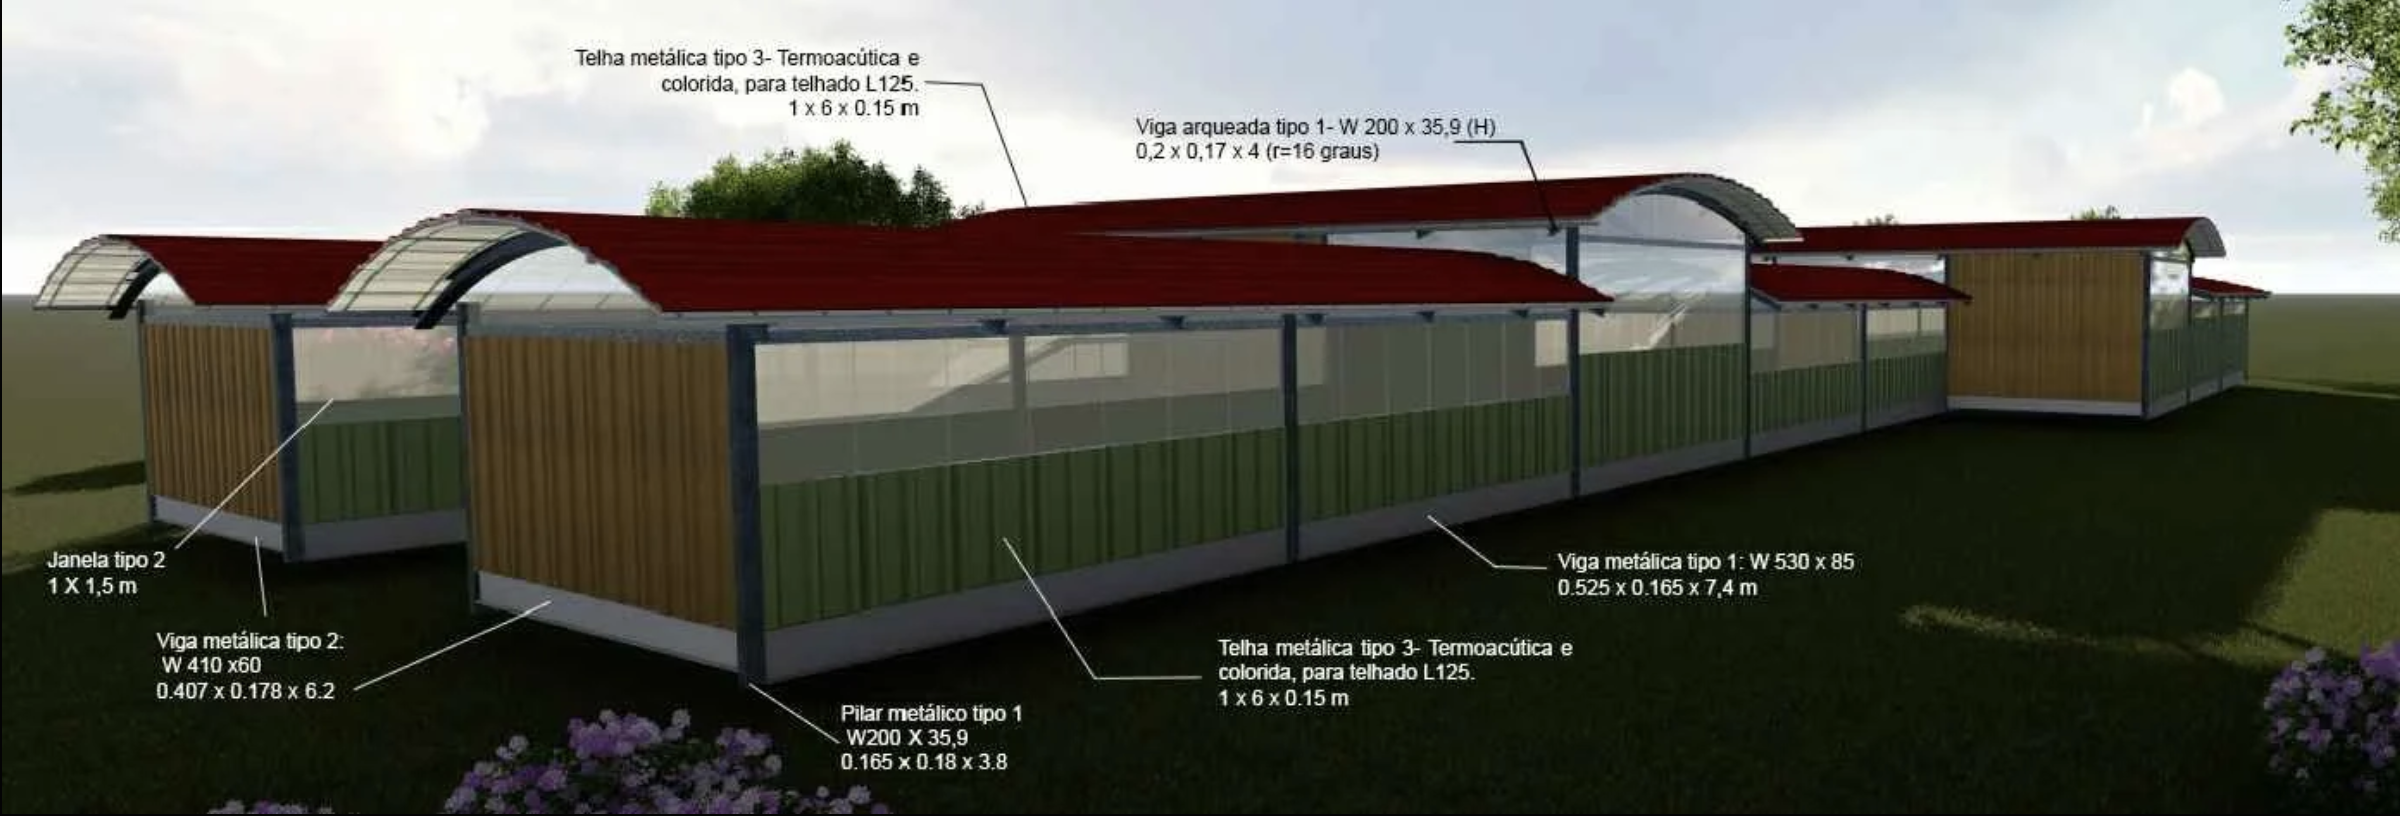 Telha metálica tipo 3- Termoacútica e
colorida, para telhado L125.
1 x 6 x 0.15 m
Viga arqueada tipo 1- W 200 x 35,9 (H)
0,2 x 0,17 x 4 (r=16 graus)
Janela tipo 2
1 X 1,5 m
Viga metálica tipo 2:
W 410 x60
0.407 x 0.178 x 6.2
Pilar metálico tipo 1
W200 X 35,9
0.165 x 0.18 x 3.8
Telha metálica tipo 3- Termoacútica e
colorida, para telhado L125.
1 x 6 x 0.15 m
Viga metálica tipo 1: W 530 x 85
0.525 x 0.165 x 7,4 m